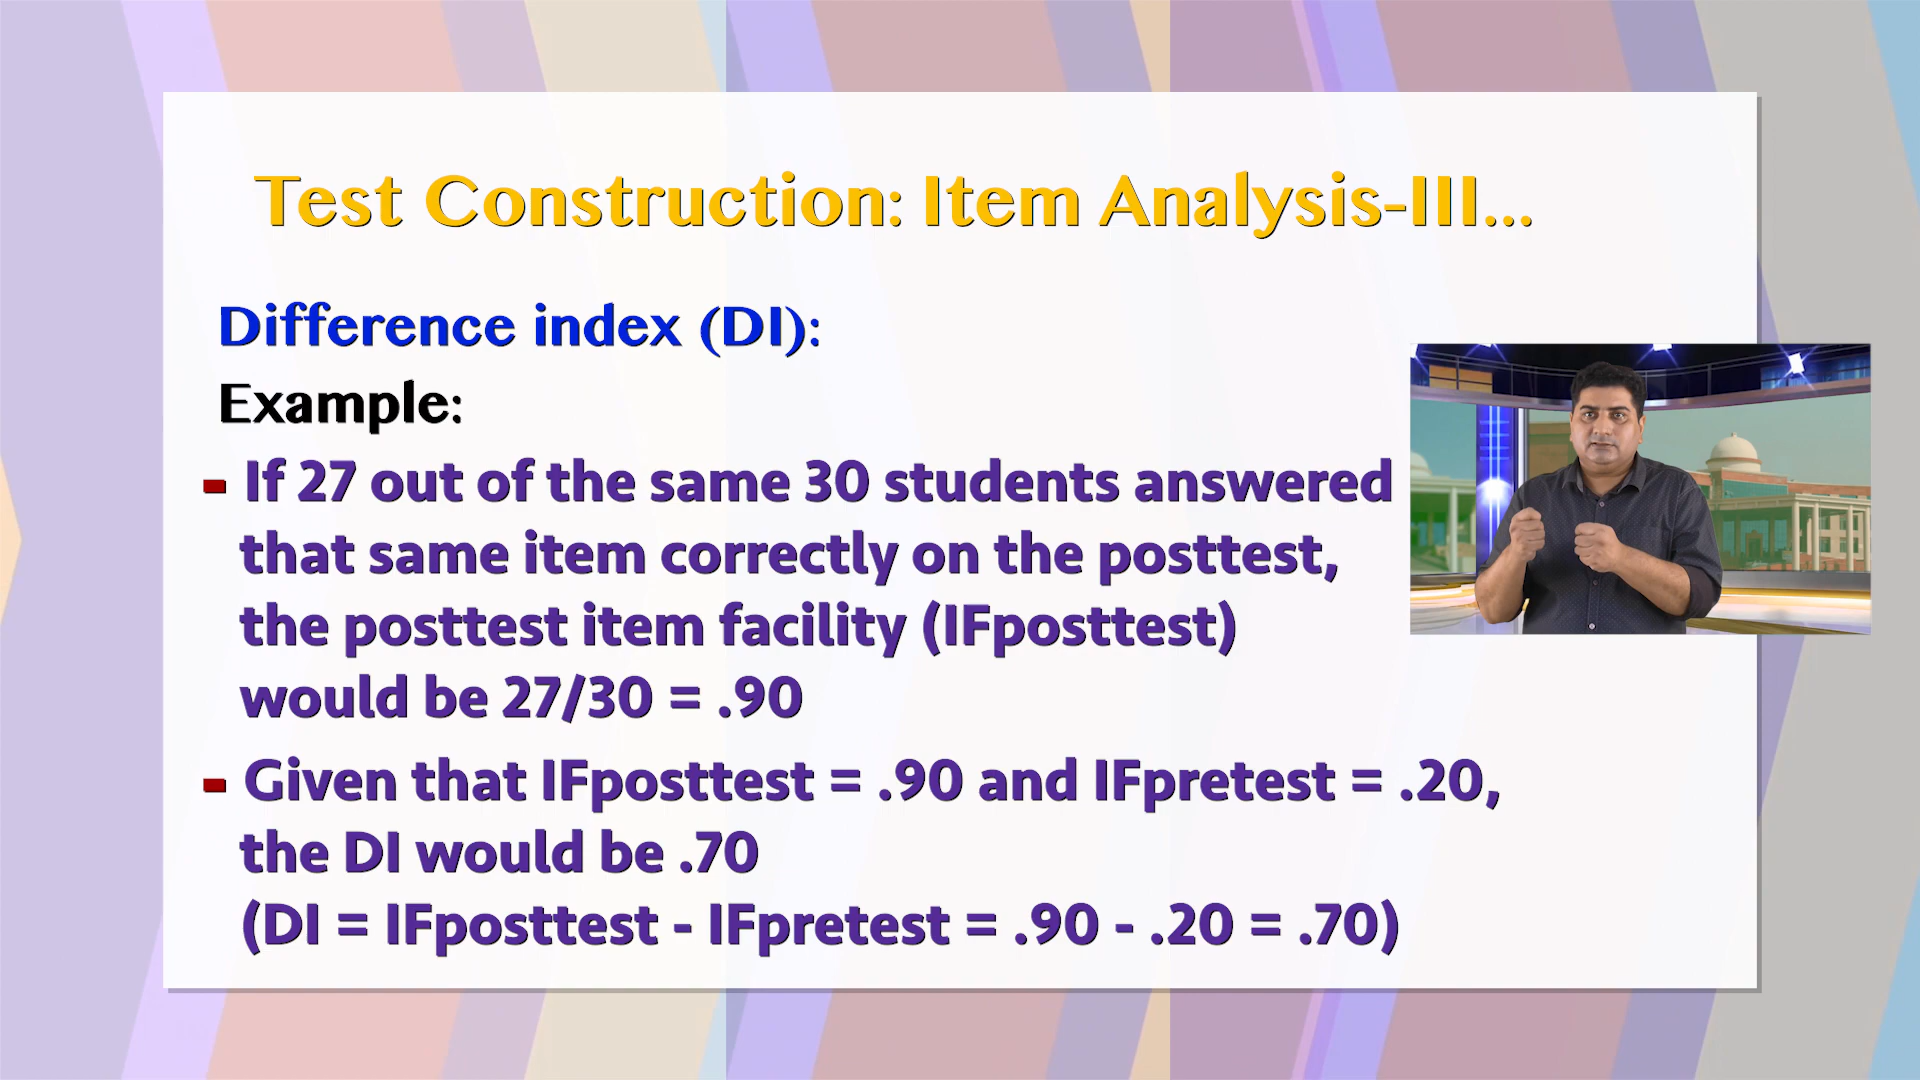 Test Construction: Item Analysis-III...
Difference index (DI):
Example:
- If 27 out of the same 30 students answered
that same item correctly on the posttest,
the posttest item facility (IFposttest)
would be 27/30 = .90
- Given that IFposttest = .90 and IFpretest = .20,
the DI would be .70
(DI = IFposttest - IFpretest = .90 - .20 = .70)